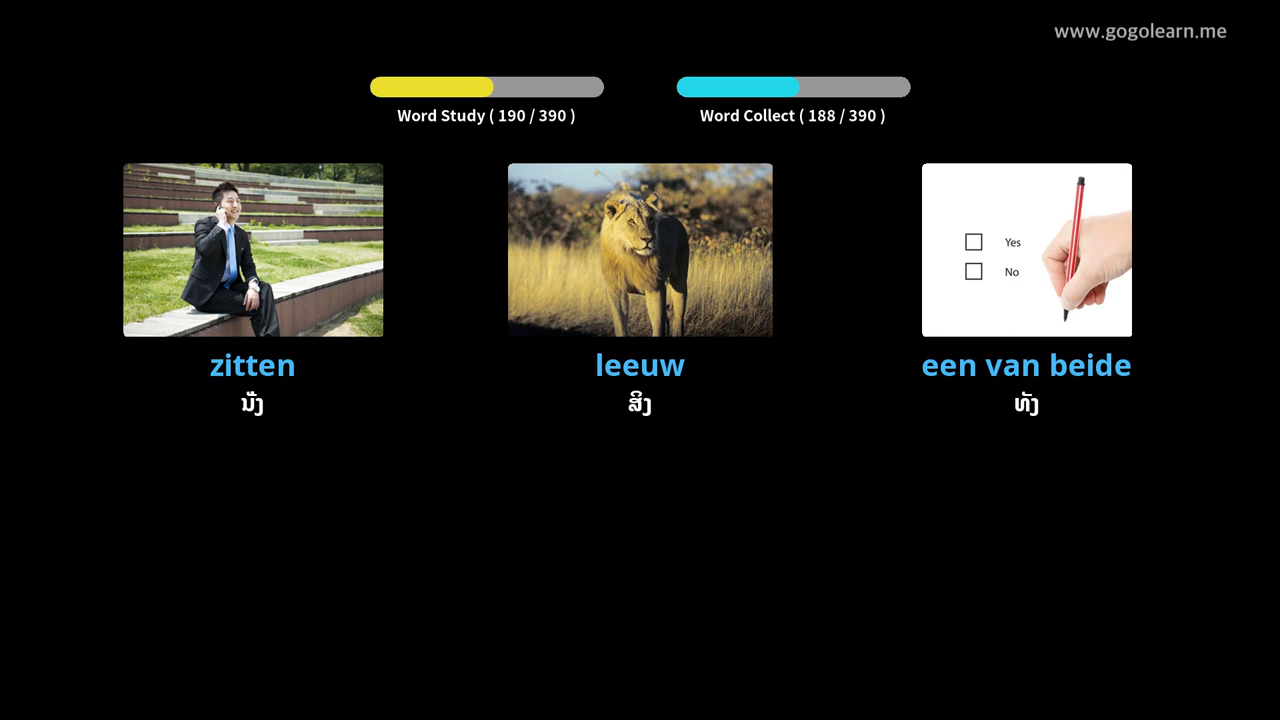 www.gogolearn.me
Word Study ( 190 / 390 )
Word Collect ( 188 / 390 )
Yes
No
zitten
leeuw
een van beide
ນັ່ງ
ສິງ
ທັງ